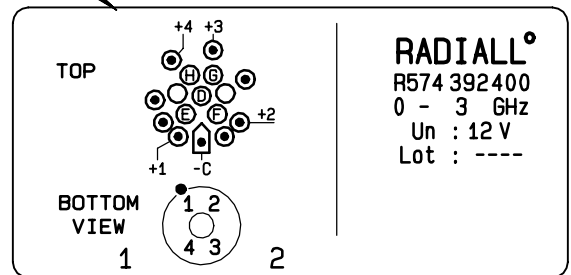 +4 +3
TOP
H G
D
E F
+2
+1 -C
BOTTOM
VIEW
1 2
4 3
1 2
RADIALL°
R574 392400
0 - 3 GHz
Un : 12 V
Lot : ----